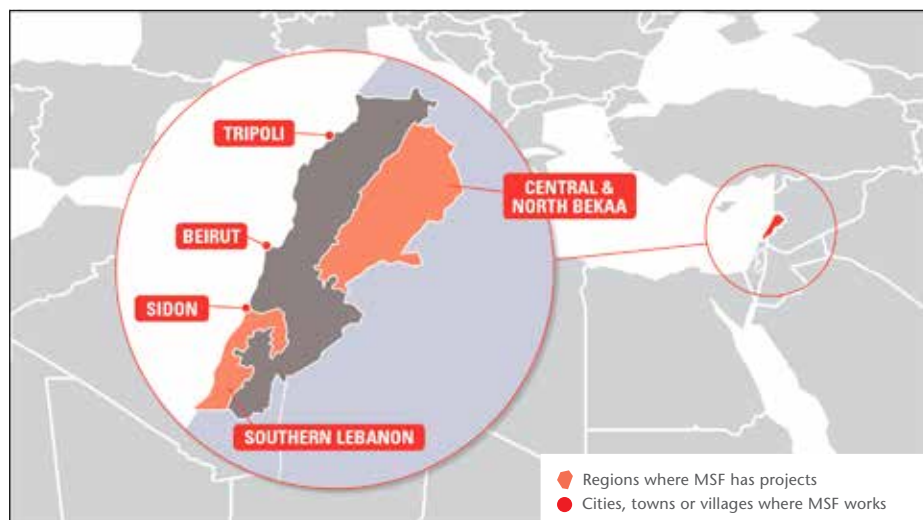 TRIPOLI
CENTRAL &
NORTH BEKAA
BEIRUT
SIDON
SOUTHERN LEBANON
Regions where MSF has projects
Cities, towns or villages where MSF works